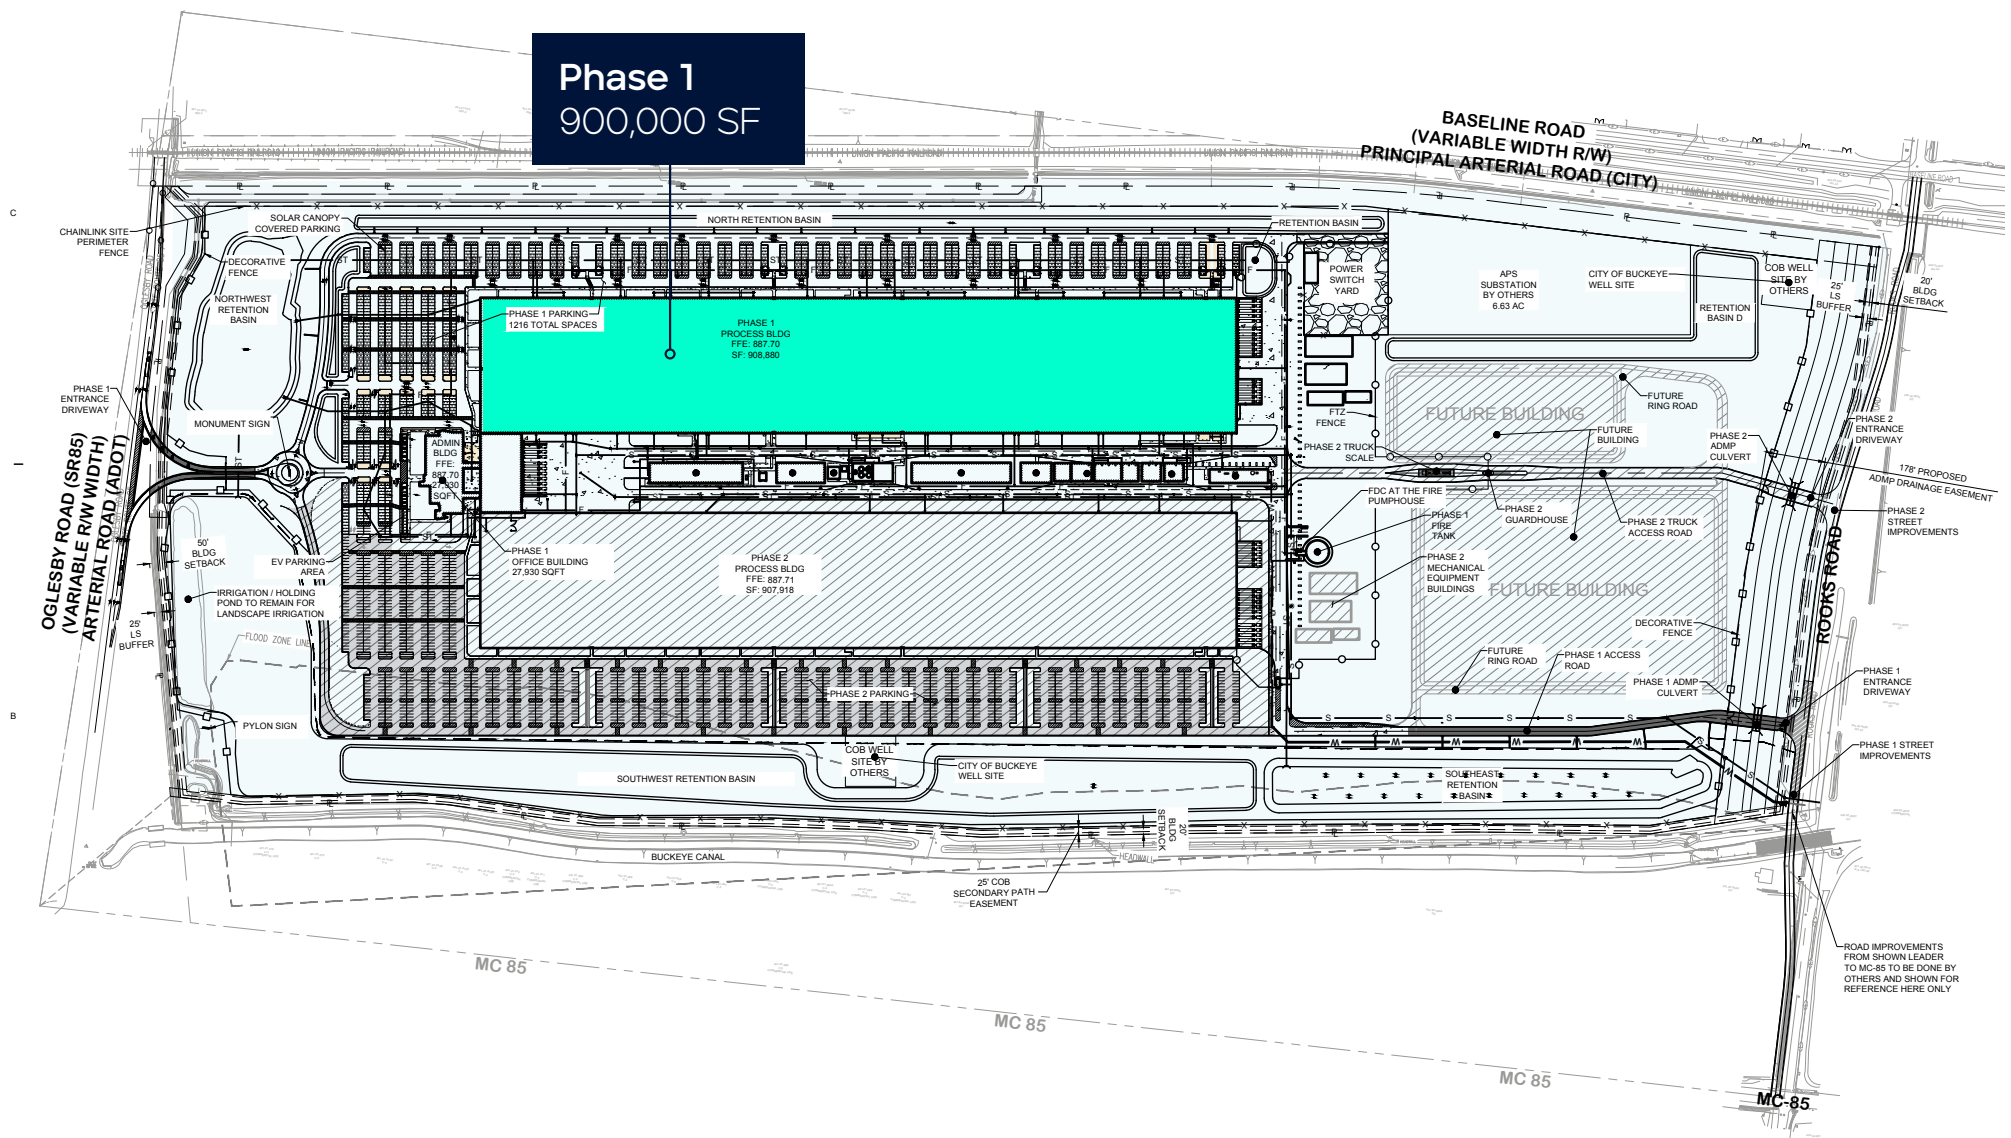 Phase 1
900,000 SF
BASELINE ROAD
(VARIABLE WIDTH R/W)
PRINCIPAL ARTERIAL ROAD (CITY)
C
SOLAR CANOPY
COVERED PARKING
NORTH RETENTION BASIN
RETENTION BASIN
CHAINLINK SITE
PERIMETER
FENCE
DECORATIVE
FENCE
NORTHWEST
RETENTION
BASIN
POWER
SWITCH
YARD
APS
SUBSTATION
BY OTHERS
6.63 AC
CITY OF BUCKEYE
WELL SITE
COB WELL
SITE BY
OTHERS
25'
LS
BUFFER
20'
BLDG
SETBACK
RETENTION
BASIN D
PHASE 1 PARKING
1216 TOTAL SPACES
PHASE 1
PROCESS BLDG
FFE: 887.70
SF: 908,880
PHASE 1
ENTRANCE
DRIVEWAY
MONUMENT SIGN
OGLESBY ROAD (SR85)
(VARIABLE R/W WIDTH)
ARTERIAL ROAD (ADOT)
ADMIN
BLDG
FFE:
887.70
27,930
SQFT
FTZ
FENCE
FUTURE BUILDING
FUTURE
RING ROAD
FUTURE
BUILDING
PHASE 2 TRUCK
SCALE
PHASE 2
ADMP
CULVERT
PHASE 2
ENTRANCE
DRIVEWAY
178' PROPOSED
ADMP DRAINAGE EASEMENT
FDC AT THE FIRE
PUMPHOUSE
PHASE 1
FIRE
TANK
PHASE 2
GUARDHOUSE
PHASE 2 TRUCK
ACCESS ROAD
PHASE 2
STREET
IMPROVEMENTS
50'
BLDG
SETBACK
EV PARKING
AREA
PHASE 1
OFFICE BUILDING
27,930 SQFT
PHASE 2
PROCESS BLDG
FFE: 887.71
SF: 907,918
PHASE 2
MECHANICAL
EQUIPMENT
BUILDINGS
FUTURE BUILDING
ROOKS ROAD
IRRIGATION / HOLDING
POND TO REMAIN FOR
LANDSCAPE IRRIGATION
25'
LS
BUFFER
FLOOD ZONE LINE
DECORATIVE
FENCE
FUTURE
RING ROAD
PHASE 1 ACCESS
ROAD
PHASE 1 ADMP
CULVERT
PHASE 1
ENTRANCE
DRIVEWAY
PHASE 2 PARKING
B
PYLON SIGN
COB WELL
SITE BY
OTHERS
CITY OF BUCKEYE
WELL SITE
SOUTHWEST RETENTION BASIN
SOUTHEAST
RETENTION
BASIN
PHASE 1 STREET
IMPROVEMENTS
20'
BLDG
SETBACK
HEADWALL
BUCKEYE CANAL
25' COB
SECONDARY PATH
EASEMENT
ROAD IMPROVEMENTS
FROM SHOWN LEADER
TO MC-85 TO BE DONE BY
OTHERS AND SHOWN FOR
REFERENCE HERE ONLY
MC 85
MC 85
MC 85
MC-85